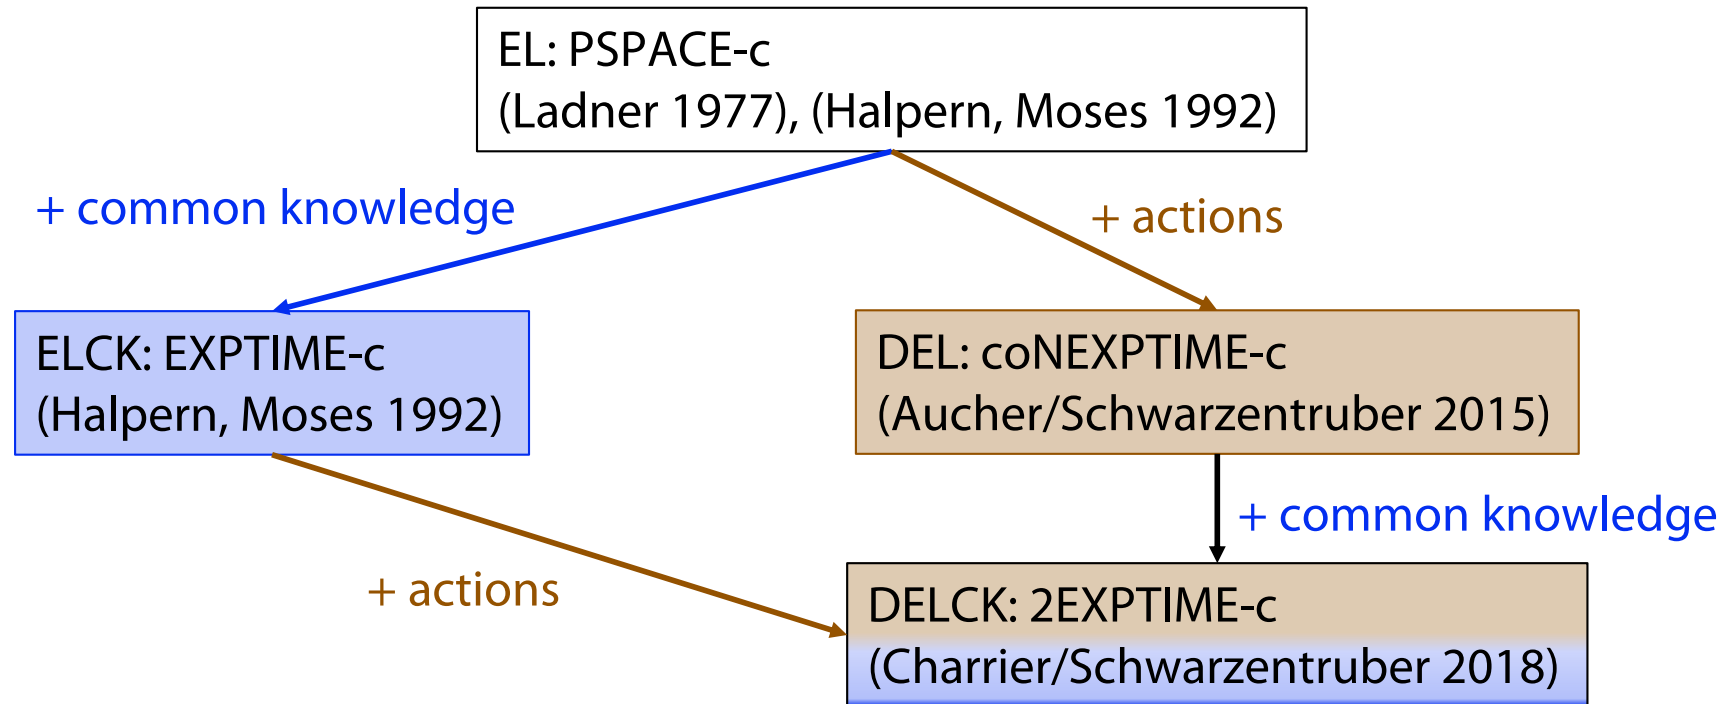 EL: PSPACE-c
(Ladner 1977), (Halpern, Moses 1992)
+ common knowledge
+ actions
ELCK: EXPTIME-c
(Halpern, Moses 1992)
DEL: coNEXPTIME-c
(Aucher/Schwarzentruber 2015)
+ common knowledge
+ actions
DELCK: 2EXPTIME-c
(Charrier/Schwarzentruber 2018)